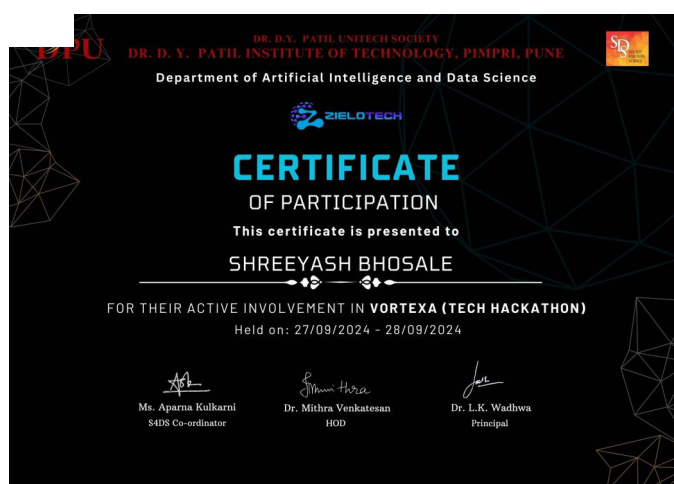 DR. D.Y. PATIL UNITECH SOCIETY
DPU
DR. D. Y. PATIL INSTITUTE OF TECHNOLOGY, PIMPRI, PUNE
Department of Artificial Intelligence and Data Science
ZIELOTECH
CERTIFICATE
OF PARTICIPATION
This certificate is presented to
SHREEYASH BHOSALE
FOR THEIR ACTIVE INVOLVEMENT IN VORTEXA (TECH HACKATHON)
Held on: 27/09/2024 - 28/09/2024
Ms. Aparna Kulkarni
S4DS Co-ordinator
Dr. Mithra Venkatesan
HOD
Dr. L.K. Wadhwa
Principal